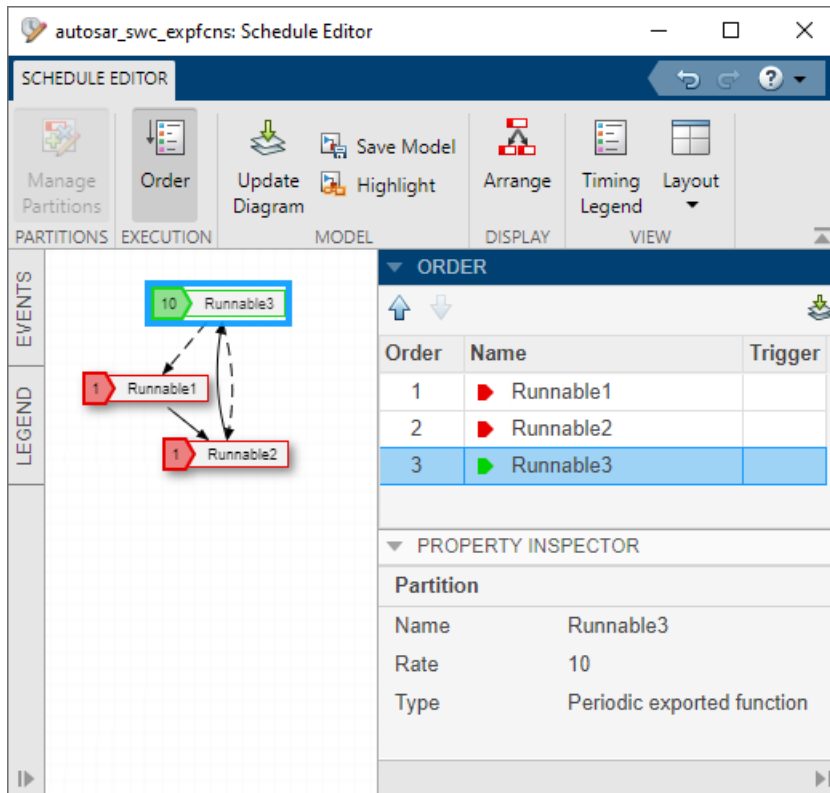 autosar_swc_expfcns: Schedule Editor
SCHEDULE EDITOR
?
Manage Partitions
Order
Update Diagram
Save Model
Highlight
Arrange
Timing Legend
Layout
PARTITIONS
EXECUTION
MODEL
DISPLAY
VIEW
EVENTS
LEGEND
10 Runnable3
1 Runnable1
1 Runnable2
ORDER
Order Name Trigger
1 Runnable1
2 Runnable2
3 Runnable3
PROPERTY INSPECTOR
Partition
Name Runnable3
Rate 10
Type Periodic exported function